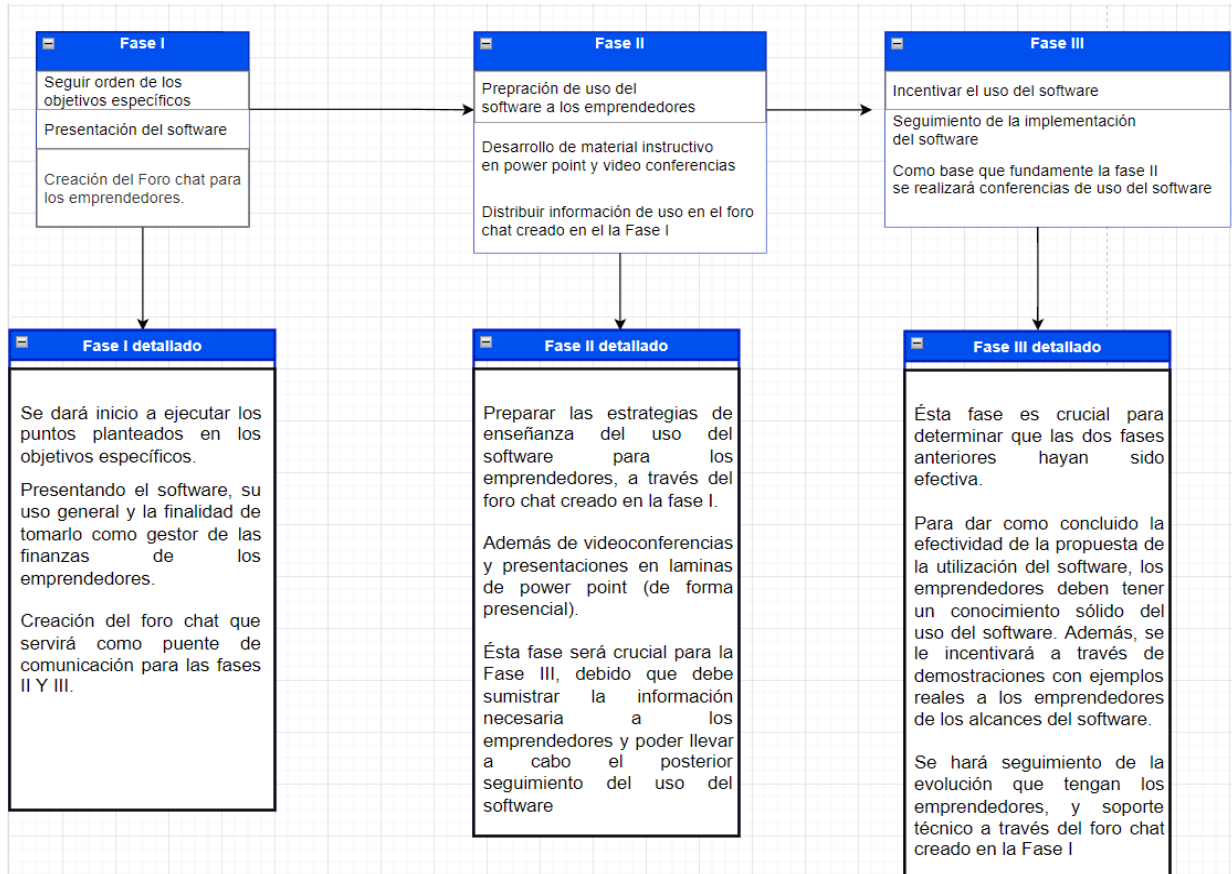 Fase I
Seguir orden de los
objetivos específicos
Presentación del software
Creación del Foro chat para
los emprendedores.
Fase II
Prepración de uso del
software a los emprendedores
Desarrollo de material instructivo
en power point y video conferencias
Distribuir información de uso en el foro
chat creado en el la Fase I
Fase III
Incentivar el uso del software
Seguimiento de la implementación
del software
Como base que fundamente la fase II
se realizará conferencias de uso del software
Fase I detallado
Se dará inicio a ejecutar los
puntos planteados en los
objetivos específicos.
Presentando el software, su
uso general y la finalidad de
tomarlo como gestor de las
finanzas de los
emprendedores.
Creación del foro chat que
servirá como puente de
comunicación para las fases
II Y III.
Fase II detallado
Preparar las estrategias de
enseñanza del uso del
software para los
emprendedores, a través del
foro chat creado en la fase I.
Además de videoconferencias
y presentaciones en laminas
de power point (de forma
presencial).
Ésta fase será crucial para la
Fase III, debido que debe
sumistrar la información
necesaria a los
emprendedores y poder llevar
a cabo el posterior
seguimiento del uso del
software
Fase III detallado
Ésta fase es crucial para
determinar que las dos fases
anteriores hayan sido
efectiva.
Para dar como concluido la
efectividad de la propuesta de
la utilización del software, los
emprendedores deben tener
un conocimiento sólido del
uso del software. Además, se
le incentivará a través de
demostraciones con ejemplos
reales a los emprendedores
de los alcances del software.
Se hará seguimiento de la
evolución que tengan los
emprendedores, y soporte
técnico a través del foro chat
creado en la Fase I